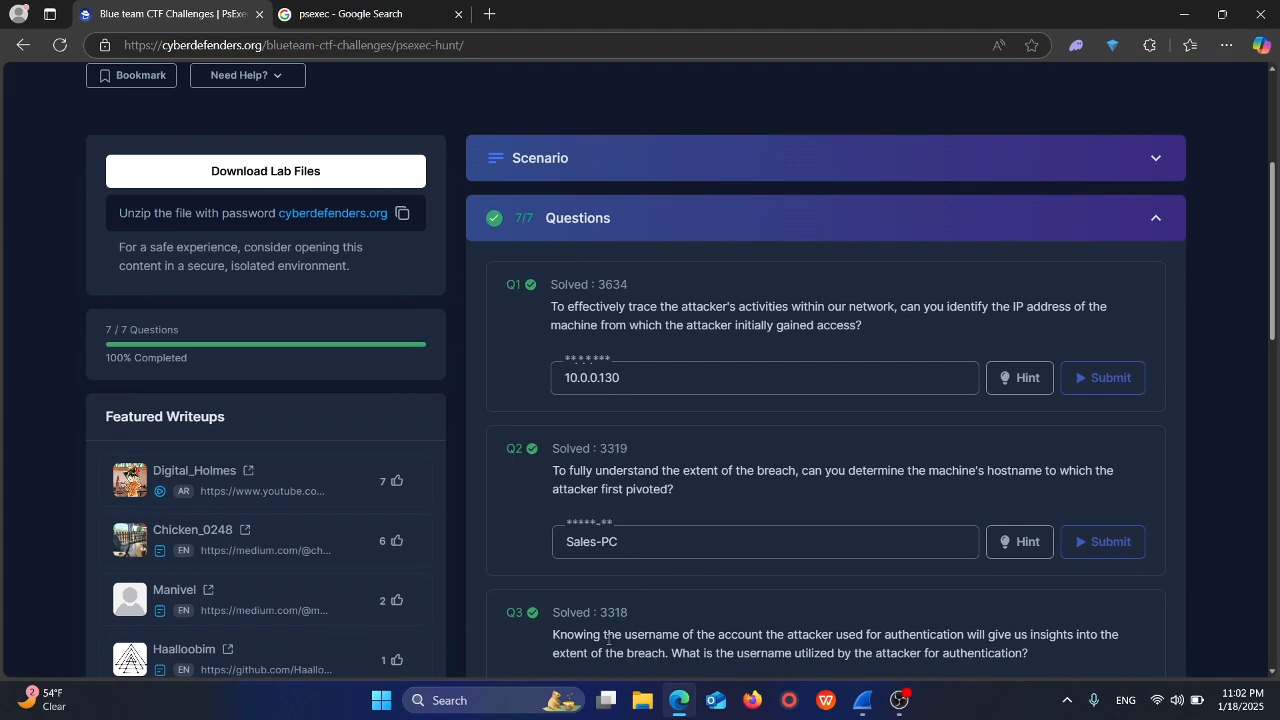 Blue team CTF Challenges | PsExec
psexec - Google Search
https://cyberdefenders.org/blueteam-ctf-challenges/psexec-hunt/
Bookmark
Need Help?
Download Lab Files
Unzip the file with password cyberdefenders.org
For a safe experience, consider opening this
content in a secure, isolated environment.
7 / 7 Questions
100% Completed
Featured Writeups
Digital_Holmes
AR https://www.youtube.co...
7
Chicken_0248
EN https://medium.com/@ch...
6
Manivel
EN https://medium.com/@m...
2
Haalloobim
EN https://github.com/Haallo...
1
Scenario
7/7 Questions
Q1 Solved : 3634
To effectively trace the attacker's activities within our network, can you identify the IP address of the
machine from which the attacker initially gained access?
**.*.*.***
10.0.0.130
Hint
Submit
Q2 Solved : 3319
To fully understand the extent of the breach, can you determine the machine's hostname to which the
attacker first pivoted?
*****-**
Sales-PC
Hint
Submit
Q3 Solved : 3318
Knowing the username of the account the attacker used for authentication will give us insights into the
extent of the breach. What is the username utilized by the attacker for authentication?
2
54°F
Clear
Search
ENG
11:02 PM
1/18/2025